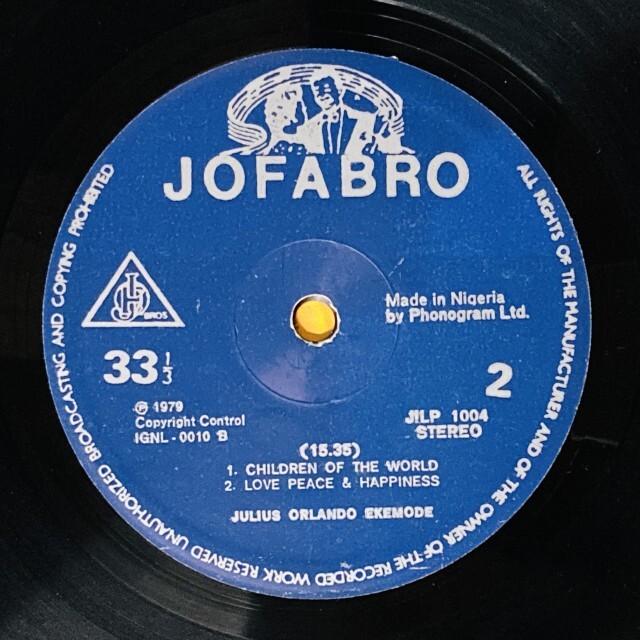 JOFABRO
Made in Nigeria
by Phonogram Ltd.
BROS
33 1/3
2
℗ 1979
Copyright Control
IGNL - 0010 B
JILP 1004
STEREO
(15.35)
1. CHILDREN OF THE WORLD
2. LOVE PEACE & HAPPINESS
JULIUS ORLANDO EKEMODE
ALL RIGHTS OF THE MANUFACTURER AND OF THE OWNER OF THE RECORDED WORK RESERVED UNAUTHORIZED BROADCASTING AND COPYING PROHIBITED